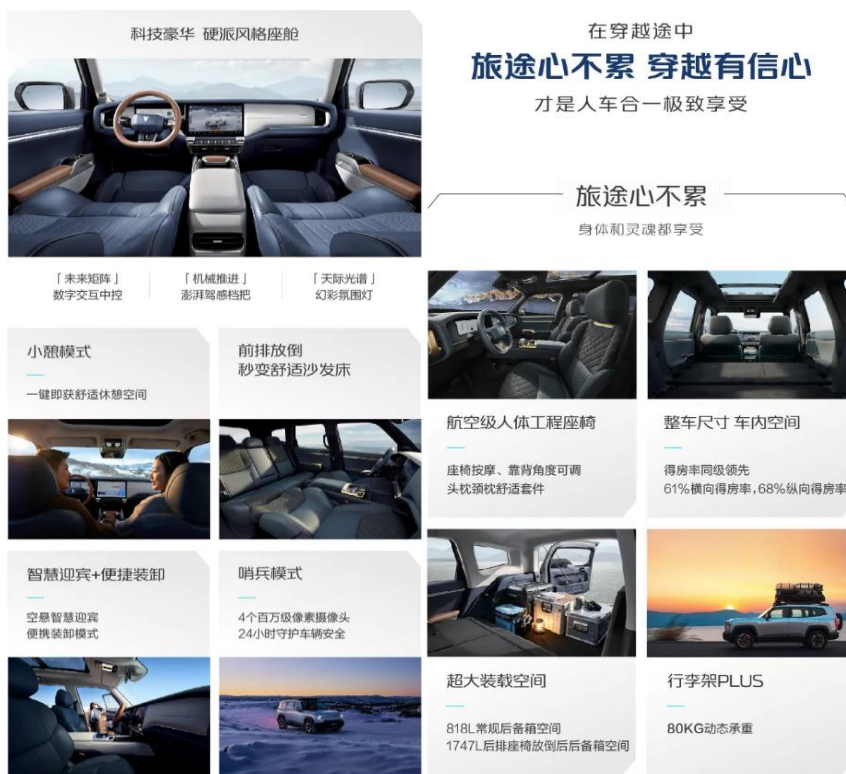 科技豪华 硬派风格座舱
「未来矩阵」
数字交互中控
「机械推进」
澎湃驾感档把
「天际光谱」
幻彩氛围灯
小憩模式
一键即获舒适休憩空间
前排放倒
秒变舒适沙发床
智慧迎宾+便捷装卸
空悬智慧迎宾
便携装卸模式
哨兵模式
4个百万级像素摄像头
24小时守护车辆安全
在穿越途中
旅途心不累 穿越有信心
才是人车合一极致享受
旅途心不累
身体和灵魂都享受
航空级人体工程座椅
座椅按摩、靠背角度可调
头枕颈枕舒适套件
整车尺寸 车内空间
得房率同级领先
61%横向得房率，68%纵向得房率
超大装载空间
818L常规后备箱空间
1747L后排座椅放倒后后备箱空间
行李架PLUS
80KG动态承重